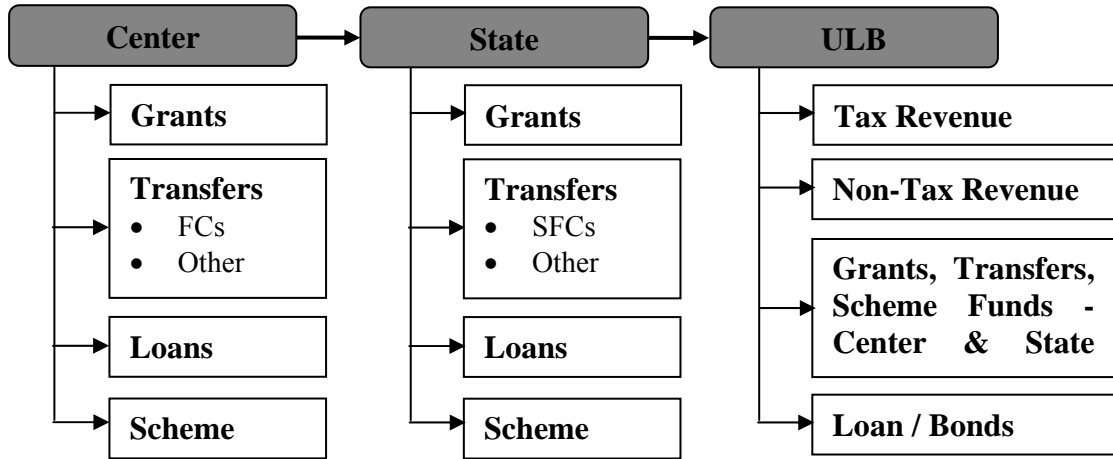 Center
State
ULB
Grants
Transfers
• FCs
• Other
Loans
Scheme
Grants
Transfers
• SFCs
• Other
Loans
Scheme
Tax Revenue
Non-Tax Revenue
Grants, Transfers,
Scheme Funds -
Center & State
Loan / Bonds